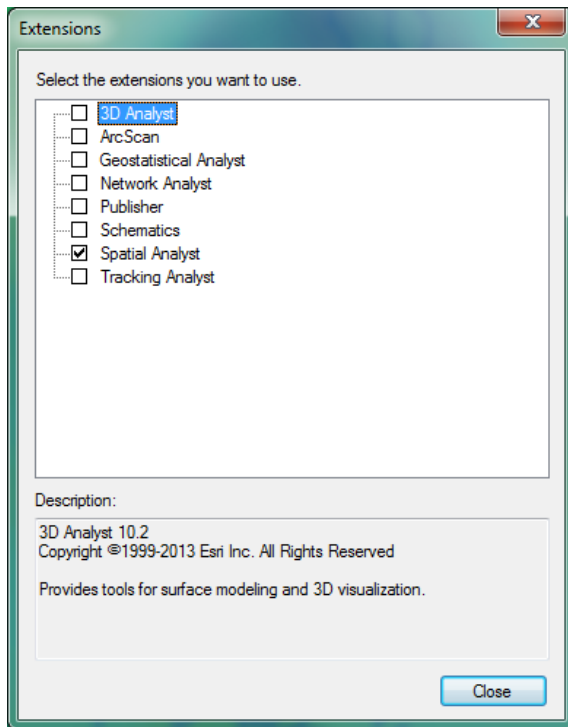 Extensions
Select the extensions you want to use.
3D Analyst
ArcScan
Geostatistical Analyst
Network Analyst
Publisher
Schematics
Spatial Analyst
Tracking Analyst
Description:
3D Analyst 10.2
Copyright ©1999-2013 Esri Inc. All Rights Reserved
Provides tools for surface modeling and 3D visualization.
Close